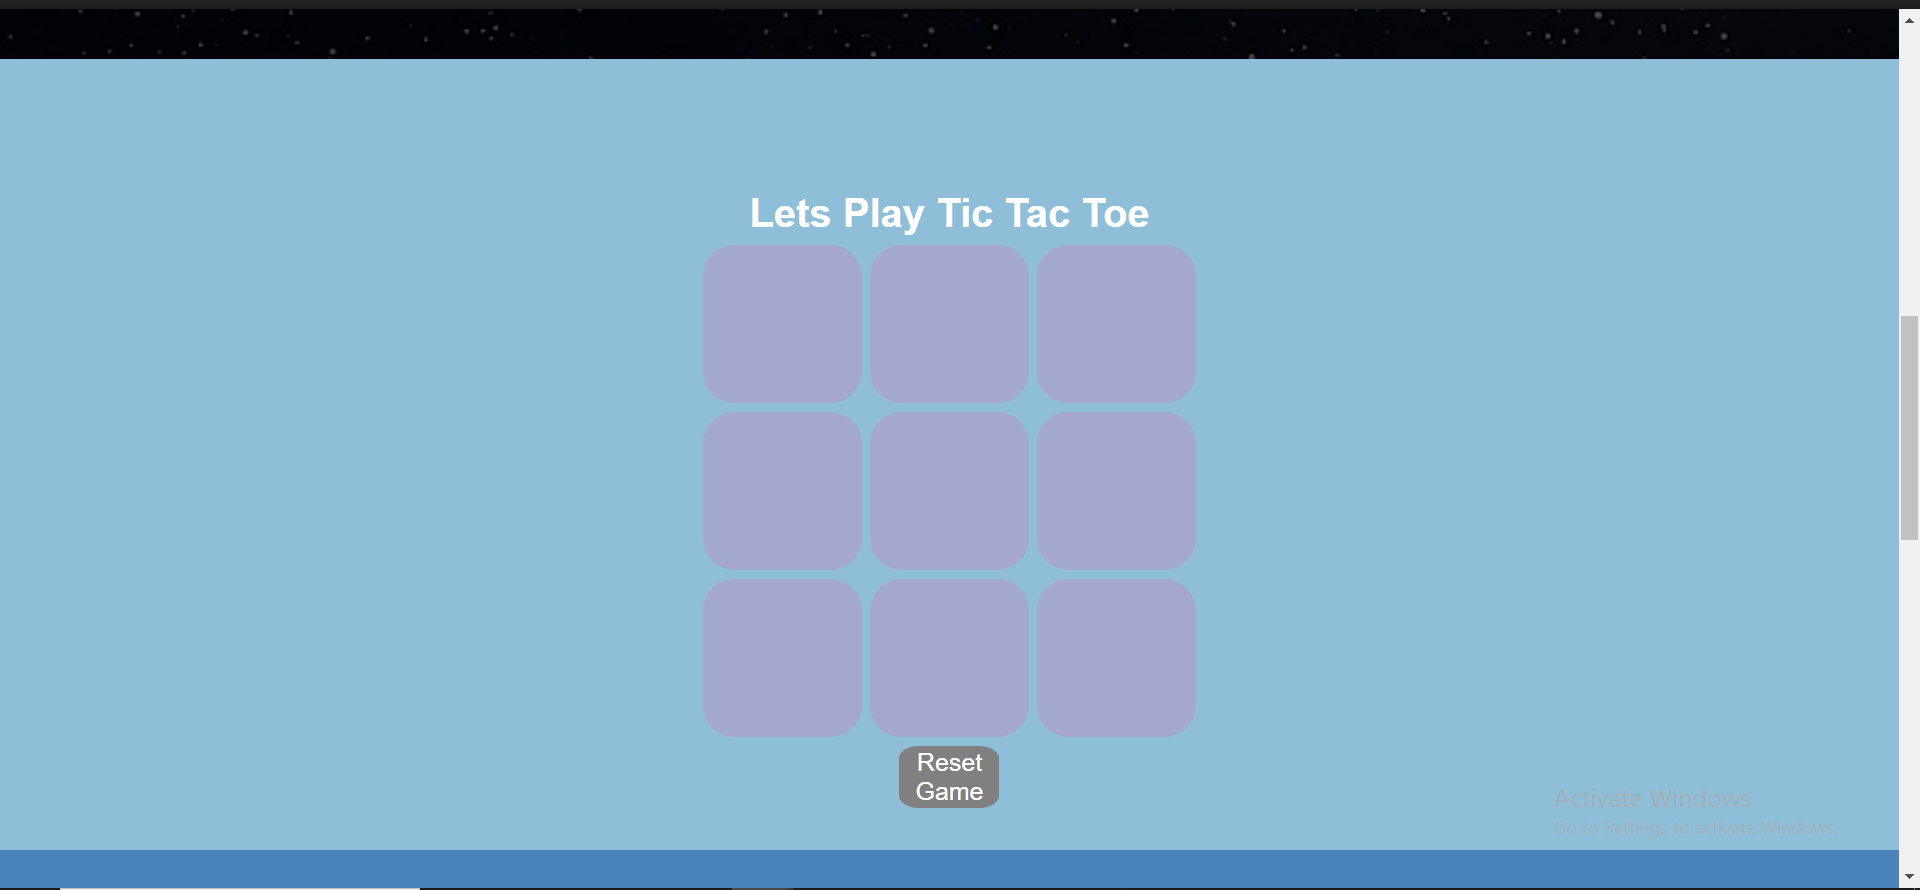 Lets Play Tic Tac Toe
Reset
Game
Activate Windows
Go to Settings to activate Windows.